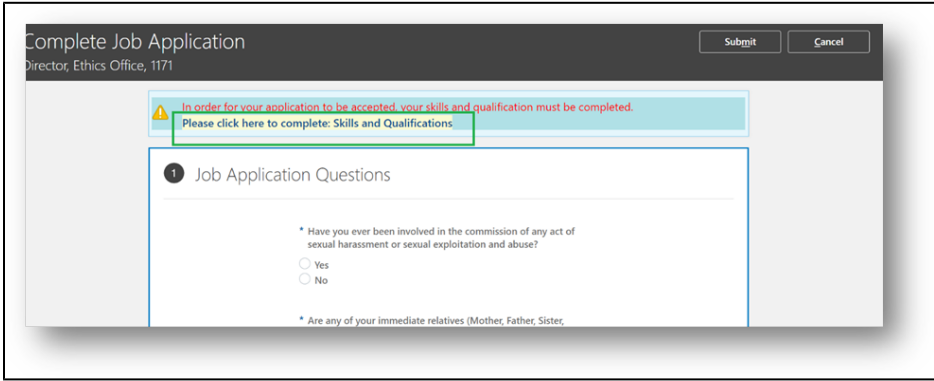 Complete Job Application
Submit
Cancel
Director, Ethics Office, 1171
In order for your application to be accepted, your skills and qualification must be completed.
Please click here to complete: Skills and Qualifications
1 Job Application Questions
* Have you ever been involved in the commission of any act of
sexual harassment or sexual exploitation and abuse?
Yes
No
* Are any of your immediate relatives (Mother, Father, Sister,